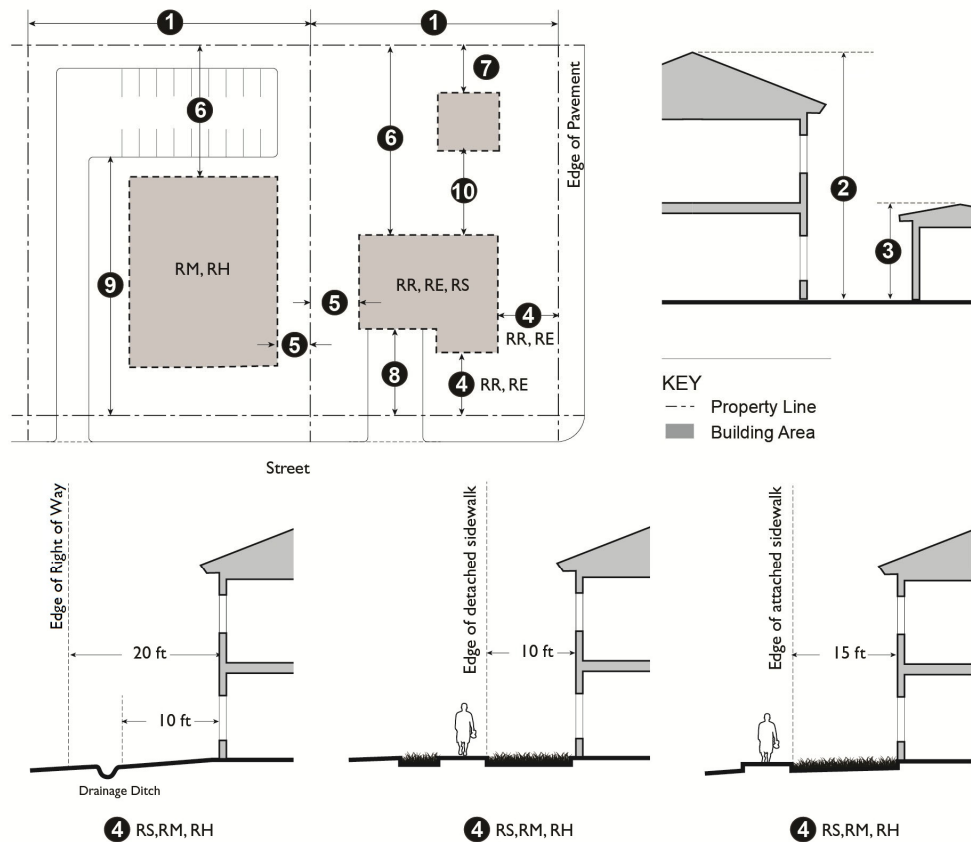 1
1
6
6
7
10
Edge of Pavement
2
3
RM, RH
RR, RE, RS
9
5
5
4
RR, RE
8
4 RR, RE
KEY
Property Line
Building Area
Street
Edge of Right of Way
20 ft
10 ft
Drainage Ditch
4 RS,RM, RH
Edge of detached sidewalk
10 ft
4 RS,RM, RH
Edge of attached sidewalk
15 ft
4 RS,RM, RH